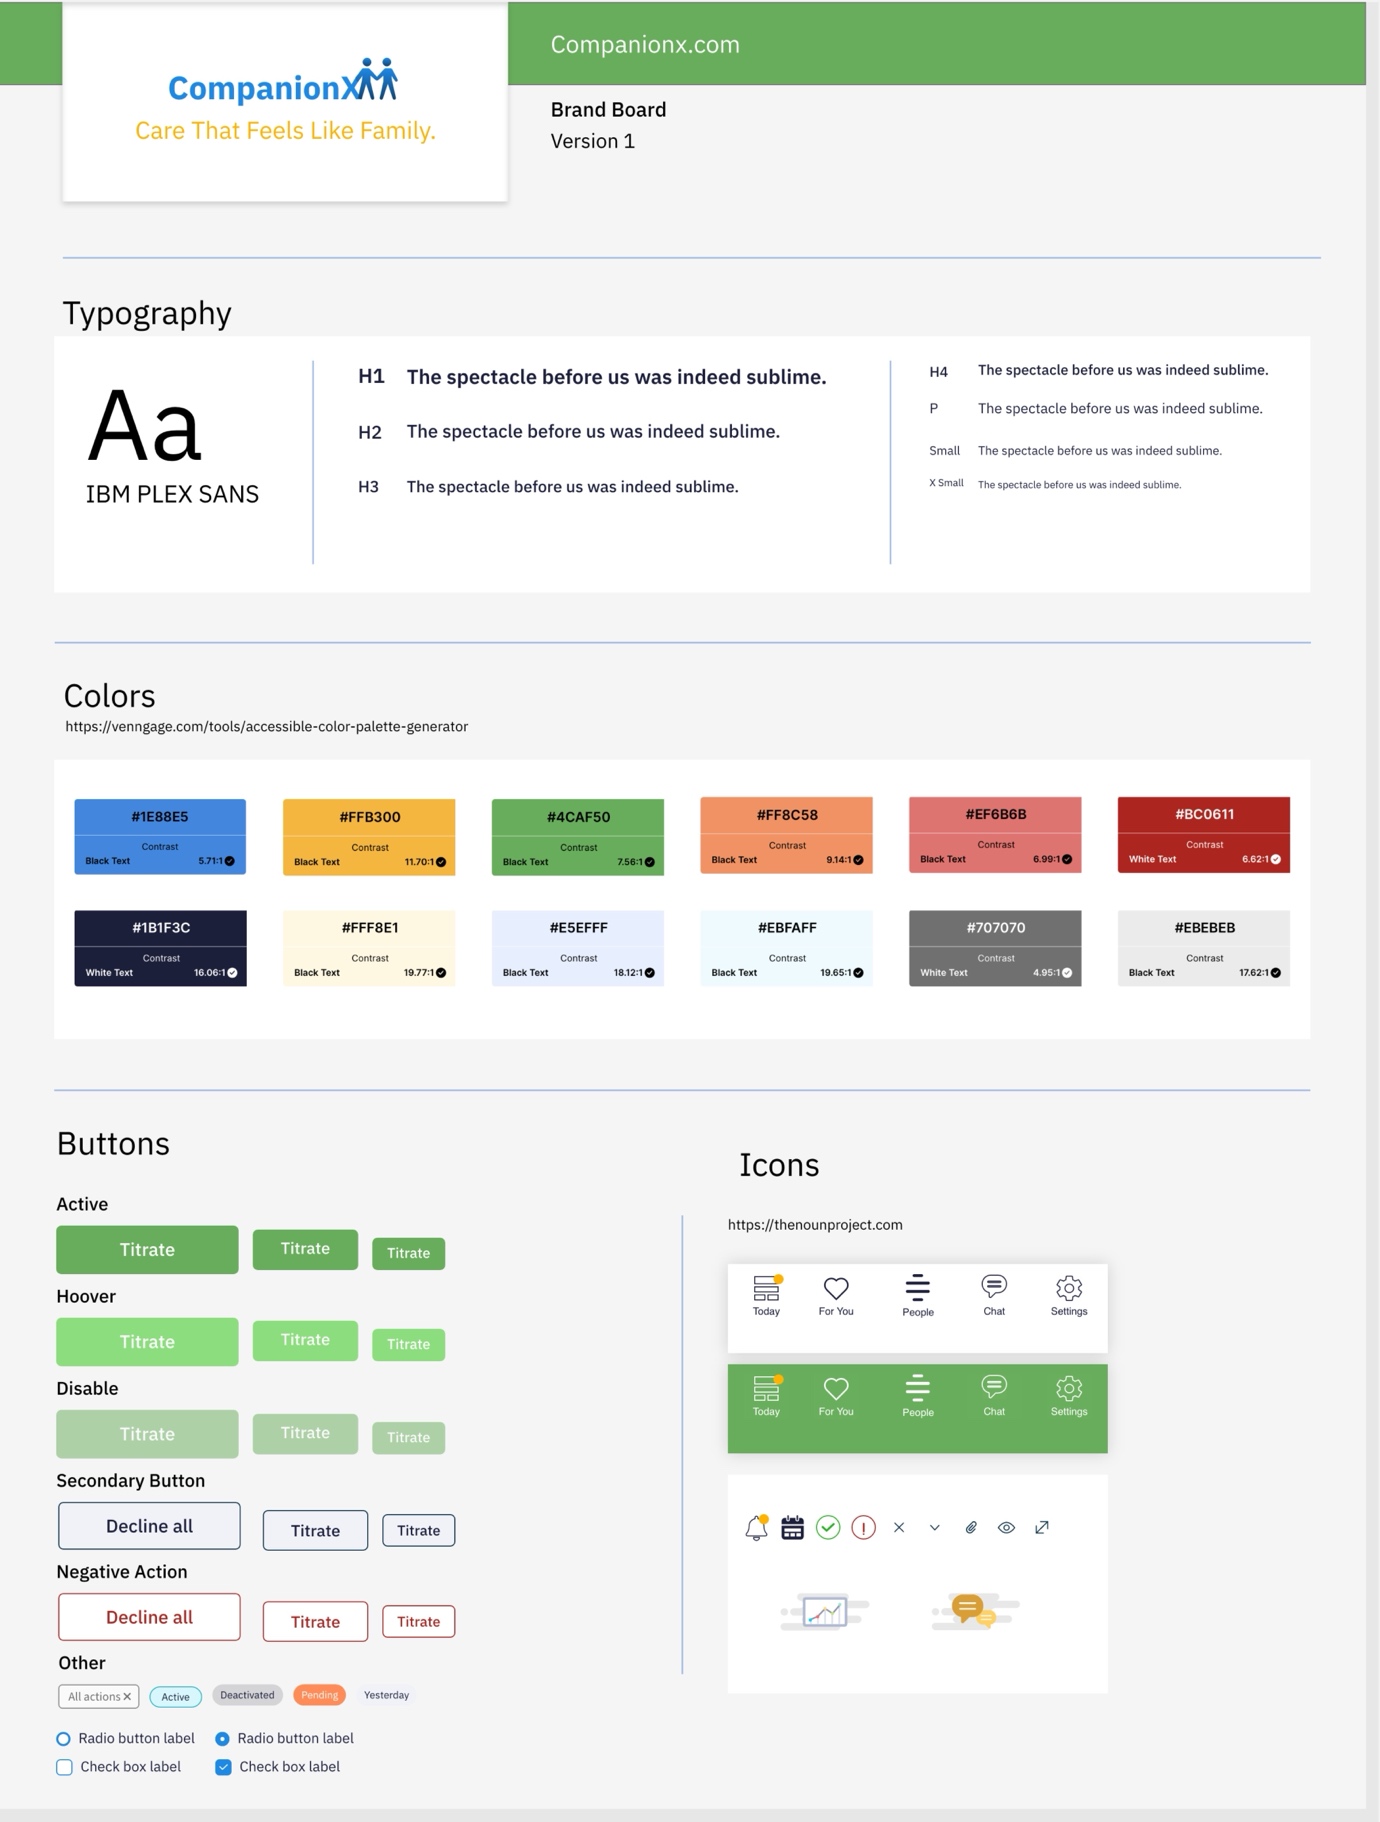 Companionx.com
CompanionX
Care That Feels Like Family.
Brand Board
Version 1
Typography
Aa
IBM PLEX SANS
H1 The spectacle before us was indeed sublime.
H2 The spectacle before us was indeed sublime.
H3 The spectacle before us was indeed sublime.
H4 The spectacle before us was indeed sublime.
P The spectacle before us was indeed sublime.
Small The spectacle before us was indeed sublime.
X Small The spectacle before us was indeed sublime.
Colors
https://venngage.com/tools/accessible-color-palette-generator
#1E88E5
Contrast
Black Text 5.71:1
#FFB300
Contrast
Black Text 11.70:1
#4CAF50
Contrast
Black Text 7.56:1
#FF8C58
Contrast
Black Text 9.14:1
#EF6B6B
Contrast
Black Text 6.99:1
#BC0611
Contrast
White Text 6.62:1
#1B1F3C
Contrast
White Text 16.06:1
#FFF8E1
Contrast
Black Text 19.77:1
#E5EFFF
Contrast
Black Text 18.12:1
#EBFAFF
Contrast
Black Text 19.65:1
#707070
Contrast
White Text 4.95:1
#EBEBEB
Contrast
Black Text 17.62:1
Buttons
Active
Titrate Titrate Titrate
Hoover
Titrate Titrate Titrate
Disable
Titrate Titrate Titrate
Secondary Button
Decline all Titrate Titrate
Negative Action
Decline all Titrate Titrate
Other
All actions Active Deactivated Pending Yesterday
Radio button label Radio button label
Check box label Check box label
Icons
https://thenounproject.com
Today For You People Chat Settings
Today For You People Chat Settings